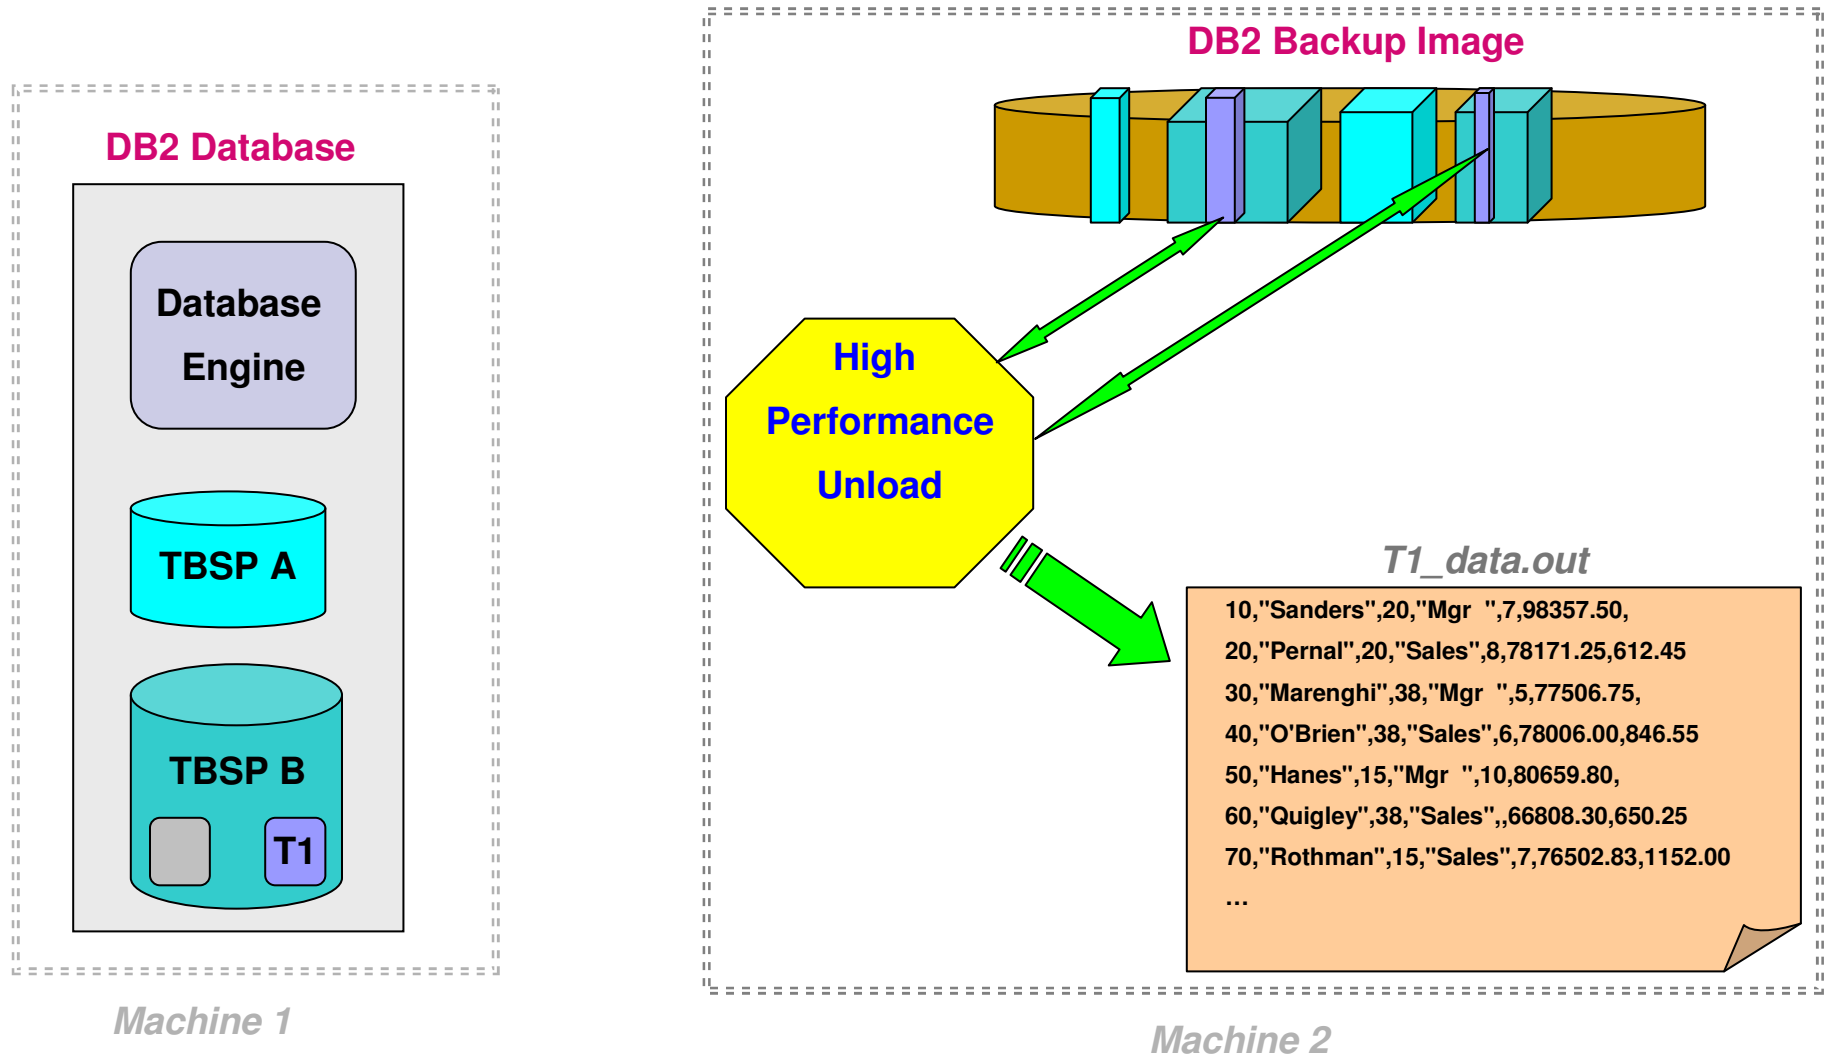 DB2 Database
Database
Engine
TBSP A
TBSP B
T1
Machine 1
DB2 Backup Image
High
Performance
Unload
T1_data.out
10,"Sanders",20,"Mgr  ",7,98357.50,
20,"Pernal",20,"Sales",8,78171.25,612.45
30,"Marenghi",38,"Mgr  ",5,77506.75,
40,"O'Brien",38,"Sales",6,78006.00,846.55
50,"Hanes",15,"Mgr  ",10,80659.80,
60,"Quigley",38,"Sales",,66808.30,650.25
70,"Rothman",15,"Sales",7,76502.83,1152.00
…
Machine 2